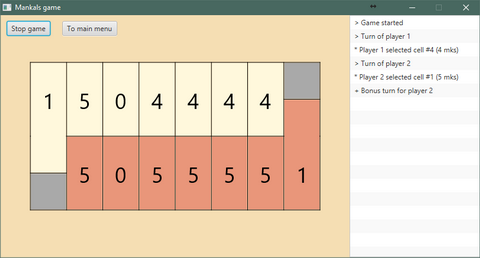 Mankals game
Stop game
To main menu
1 5 0 4 4 4 4
5 0 5 5 5 5 1
> Game started
> Turn of player 1
* Player 1 selected cell #4 (4 mks)
> Turn of player 2
* Player 2 selected cell #1 (5 mks)
+ Bonus turn for player 2